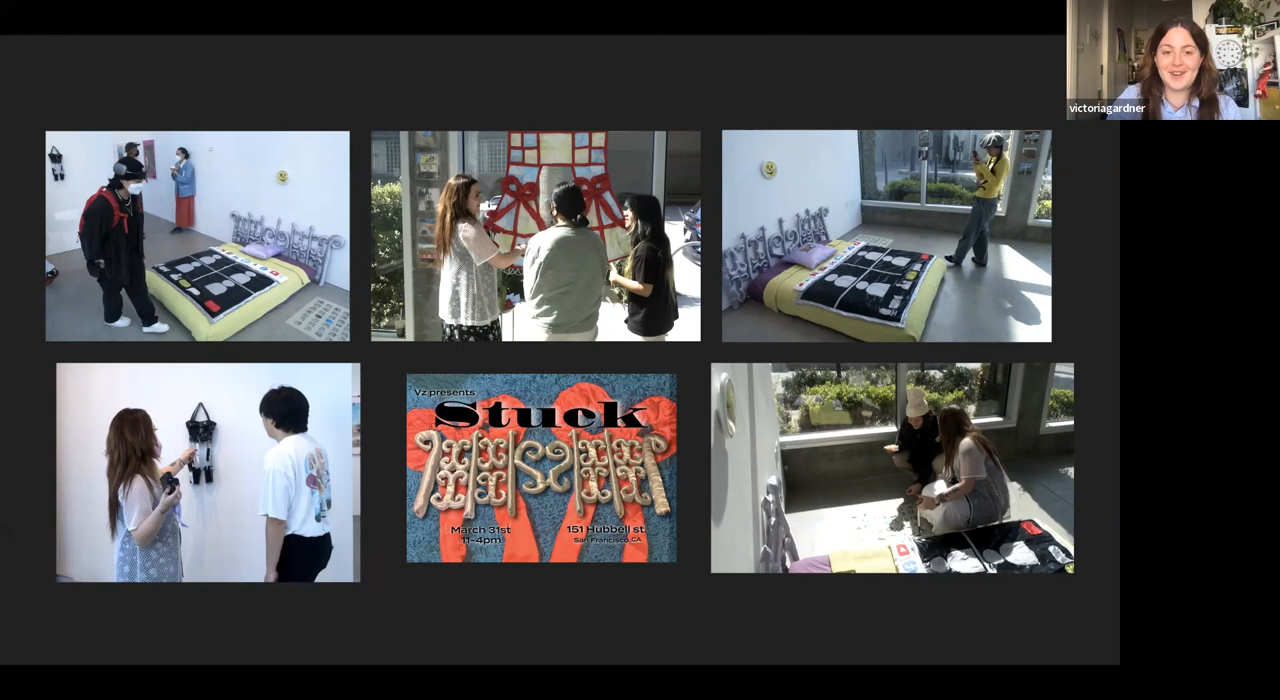 victoriagardner
Vz presents
Stuck
March 31st
11-4pm
151 Hubbell st.
San Francisco, CA